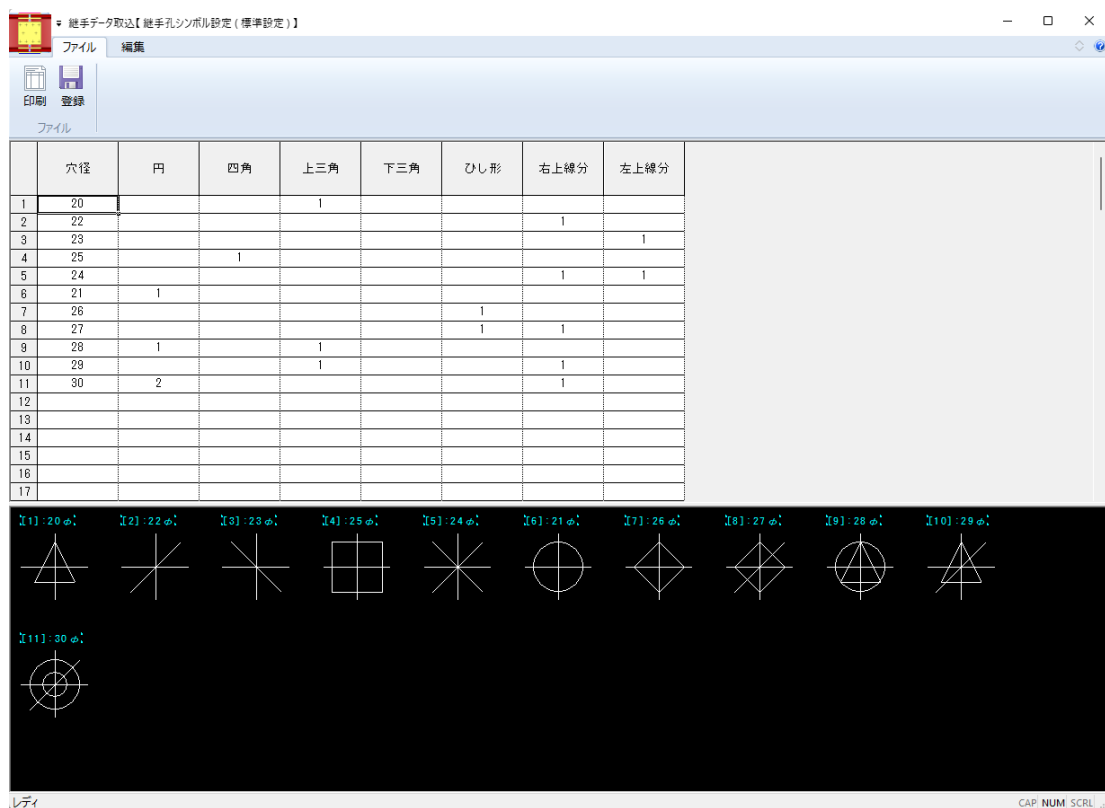 継手データ取込【 継手孔シンボル設定 ( 標準設定 ) 】
ファイル 編集
印刷 登録
ファイル
穴径 円 四角 上三角 下三角 ひし形 右上線分 左上線分
1 20 1
2 22 1
3 23 1
4 25 1
5 24 1 1
6 21 1
7 26 1
8 27 1 1
9 28 1 1
10 29 1 1
11 30 2 1
12
13
14
15
16
17
[1]:20φ [2]:22φ [3]:23φ [4]:25φ [5]:24φ [6]:21φ [7]:26φ [8]:27φ [9]:28φ [10]:29φ
[11]:30φ
レディ CAP NUM SCRL